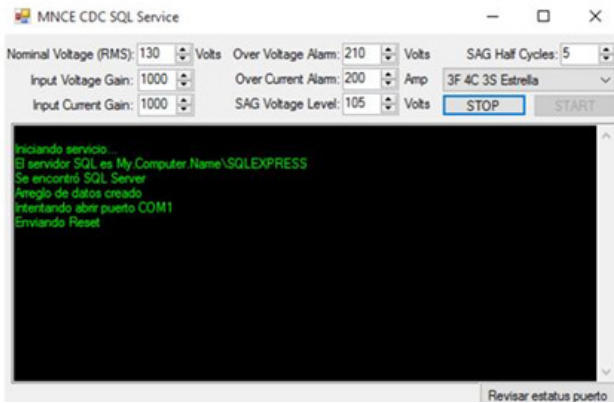 MNCE CDC SQL Service
Nominal Voltage (RMS): 130 Volts Over Voltage Alarm: 210 Volts SAG Half Cycles: 5
Input Voltage Gain: 1000 Over Current Alarm: 200 Amp 3F 4C 3S Estrella
Input Current Gain: 1000 SAG Voltage Level: 105 Volts STOP START
Iniciando servicio...
El servidor SQL es My.Computer.Name\SQLEXPRESS
Se encontró SQL Server
Arreglo de datos creado
Intentando abrir puerto COM1
Enviando Reset
Revisar estatus puerto